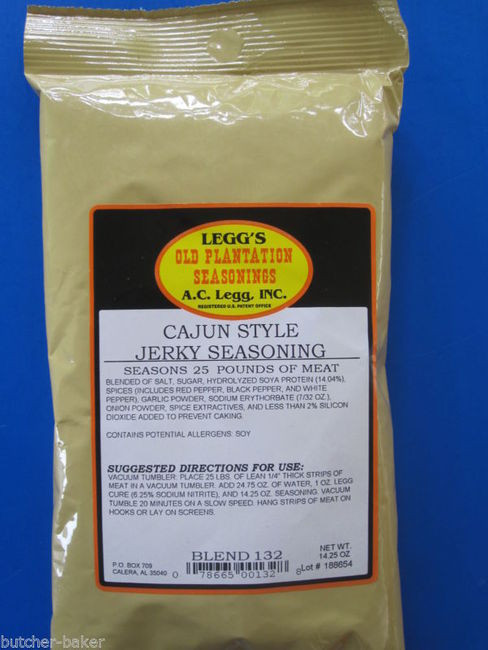 LEGG'S
OLD PLANTATION
SEASONINGS
A.C. LEGG, INC.
REGISTERED U.S. PATENT OFFICE
CAJUN STYLE
JERKY SEASONING
SEASONS 25 POUNDS OF MEAT
BLENDED OF SALT, SUGAR, HYDROLYZED SOYA PROTEIN (14.04%),
SPICES (INCLUDES RED PEPPER, BLACK PEPPER, AND WHITE
PEPPER), GARLIC POWDER, SODIUM ERYTHORBATE (7/32 OZ.),
ONION POWDER, SPICE EXTRACTIVES, AND LESS THAN 2% SILICON
DIOXIDE ADDED TO PREVENT CAKING.
CONTAINS POTENTIAL ALLERGENS: SOY
SUGGESTED DIRECTIONS FOR USE:
VACUUM TUMBLER: PLACE 25 LBS. OF LEAN 1/4" THICK STRIPS OF
MEAT IN A VACUUM TUMBLER. ADD 24.75 OZ. OF WATER, 1 OZ. LEGG
CURE (6.25% SODIUM NITRITE), AND 14.25 OZ. SEASONING. VACUUM
TUMBLE 20 MINUTES ON A SLOW SPEED. HANG STRIPS OF MEAT ON
HOOKS OR LAY ON SCREENS.
BLEND 132
NET WT.
14.25 OZ
P.O. BOX 709
CALERA, AL 35040
0 78665 00132 8
Lot # 188654
butcher-baker